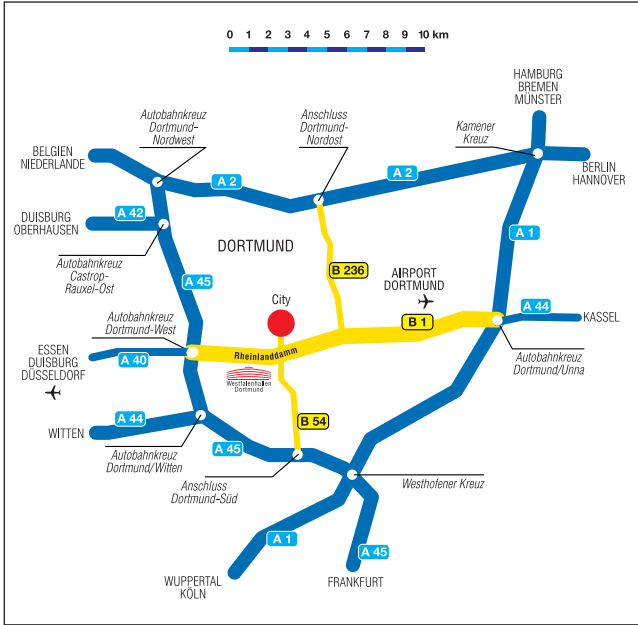 0 1 2 3 4 5 6 7 8 9 10 km
HAMBURG
BREMEN
MÜNSTER
Autobahnkreuz
Dortmund-
Nordwest
Anschluss
Dortmund-
Nordost
Kamener
Kreuz
BELGIEN
NIEDERLANDE
BERLIN
HANNOVER
A 2
A 2
A 42
DUISBURG
OBERHAUSEN
A 1
DORTMUND
Autobahnkreuz
Castrop-
Rauxel-Ost
A 45
B 236
AIRPORT
DORTMUND
City
A 44
KASSEL
Autobahnkreuz
Dortmund-West
B 1
Rheinlanddamm
ESSEN
DUISBURG
DÜSSELDORF
A 40
Autobahnkreuz
Dortmund/Unna
Westfalenhallen
Dortmund
A 44
WITTEN
B 54
A 45
Autobahnkreuz
Dortmund/Witten
Anschluss
Dortmund-Süd
Westhofener Kreuz
A 1
A 45
WUPPERTAL
KÖLN
FRANKFURT